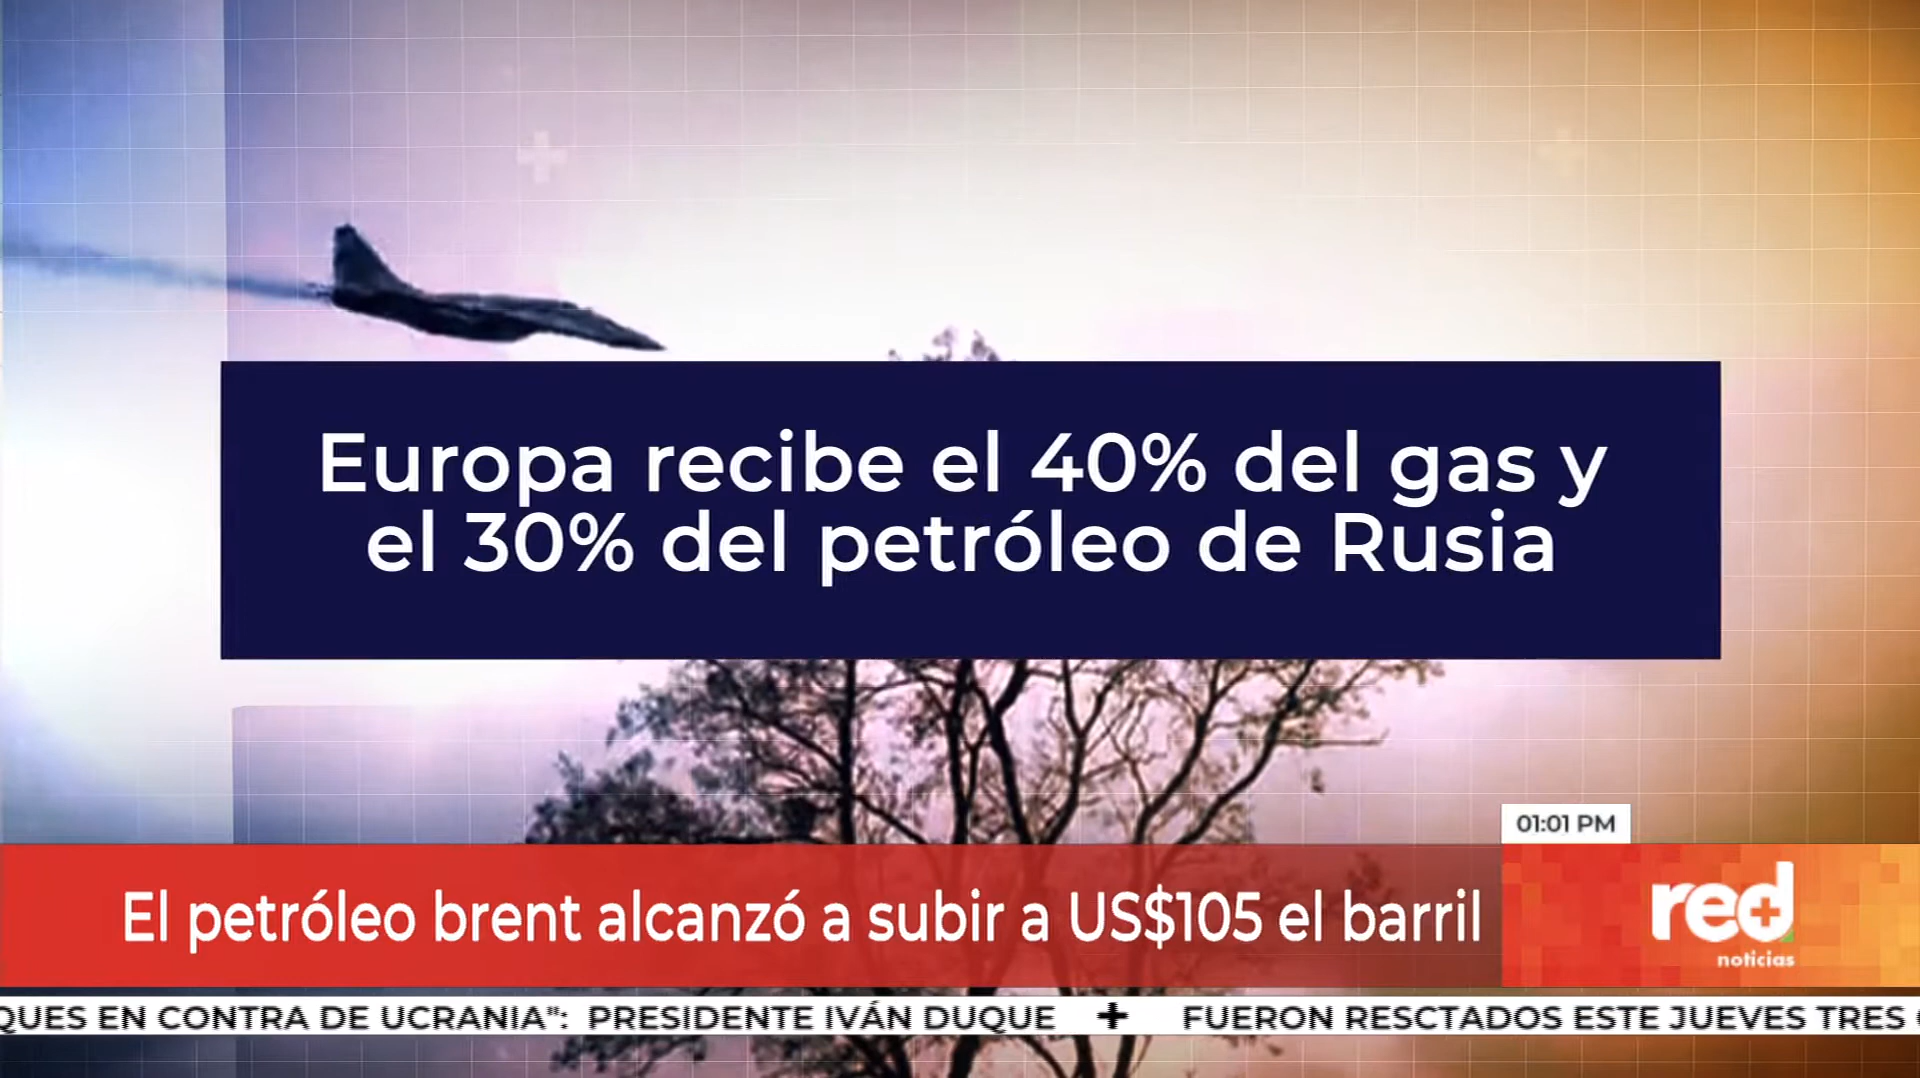 Europa recibe el 40% del gas y
el 30% del petróleo de Rusia
01:01 PM
El petróleo brent alcanzó a subir a US$105 el barril
red
noticias
QUES EN CONTRA DE UCRANIA": PRESIDENTE IVÁN DUQUE + FUERON RESCTADOS ESTE JUEVES TRES